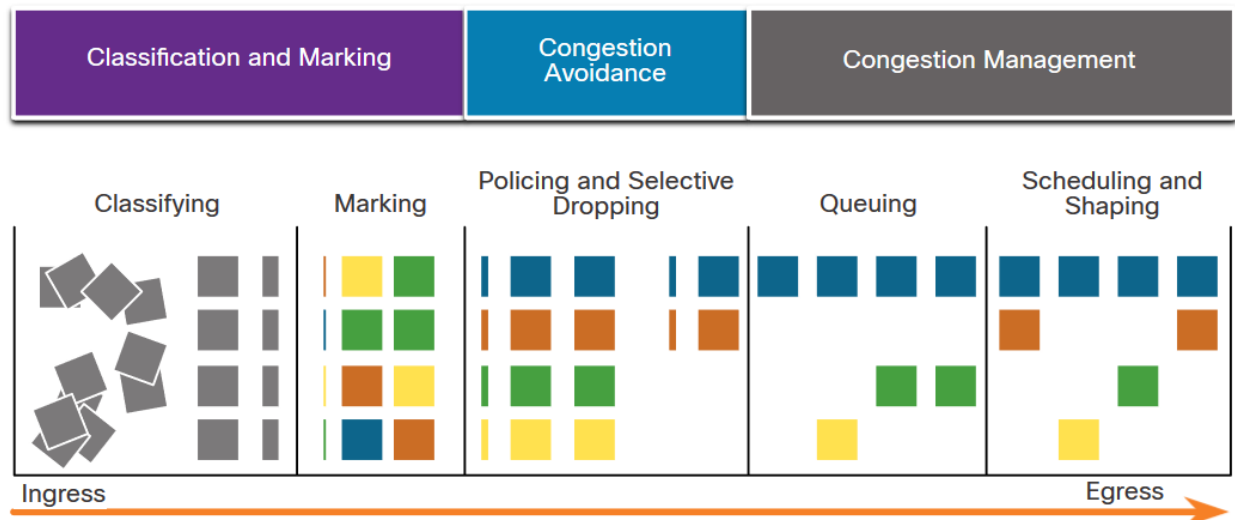 Classification and Marking
Congestion
Avoidance
Congestion Management
Classifying
Marking
Policing and Selective
Dropping
Queuing
Scheduling and
Shaping
Ingress
Egress